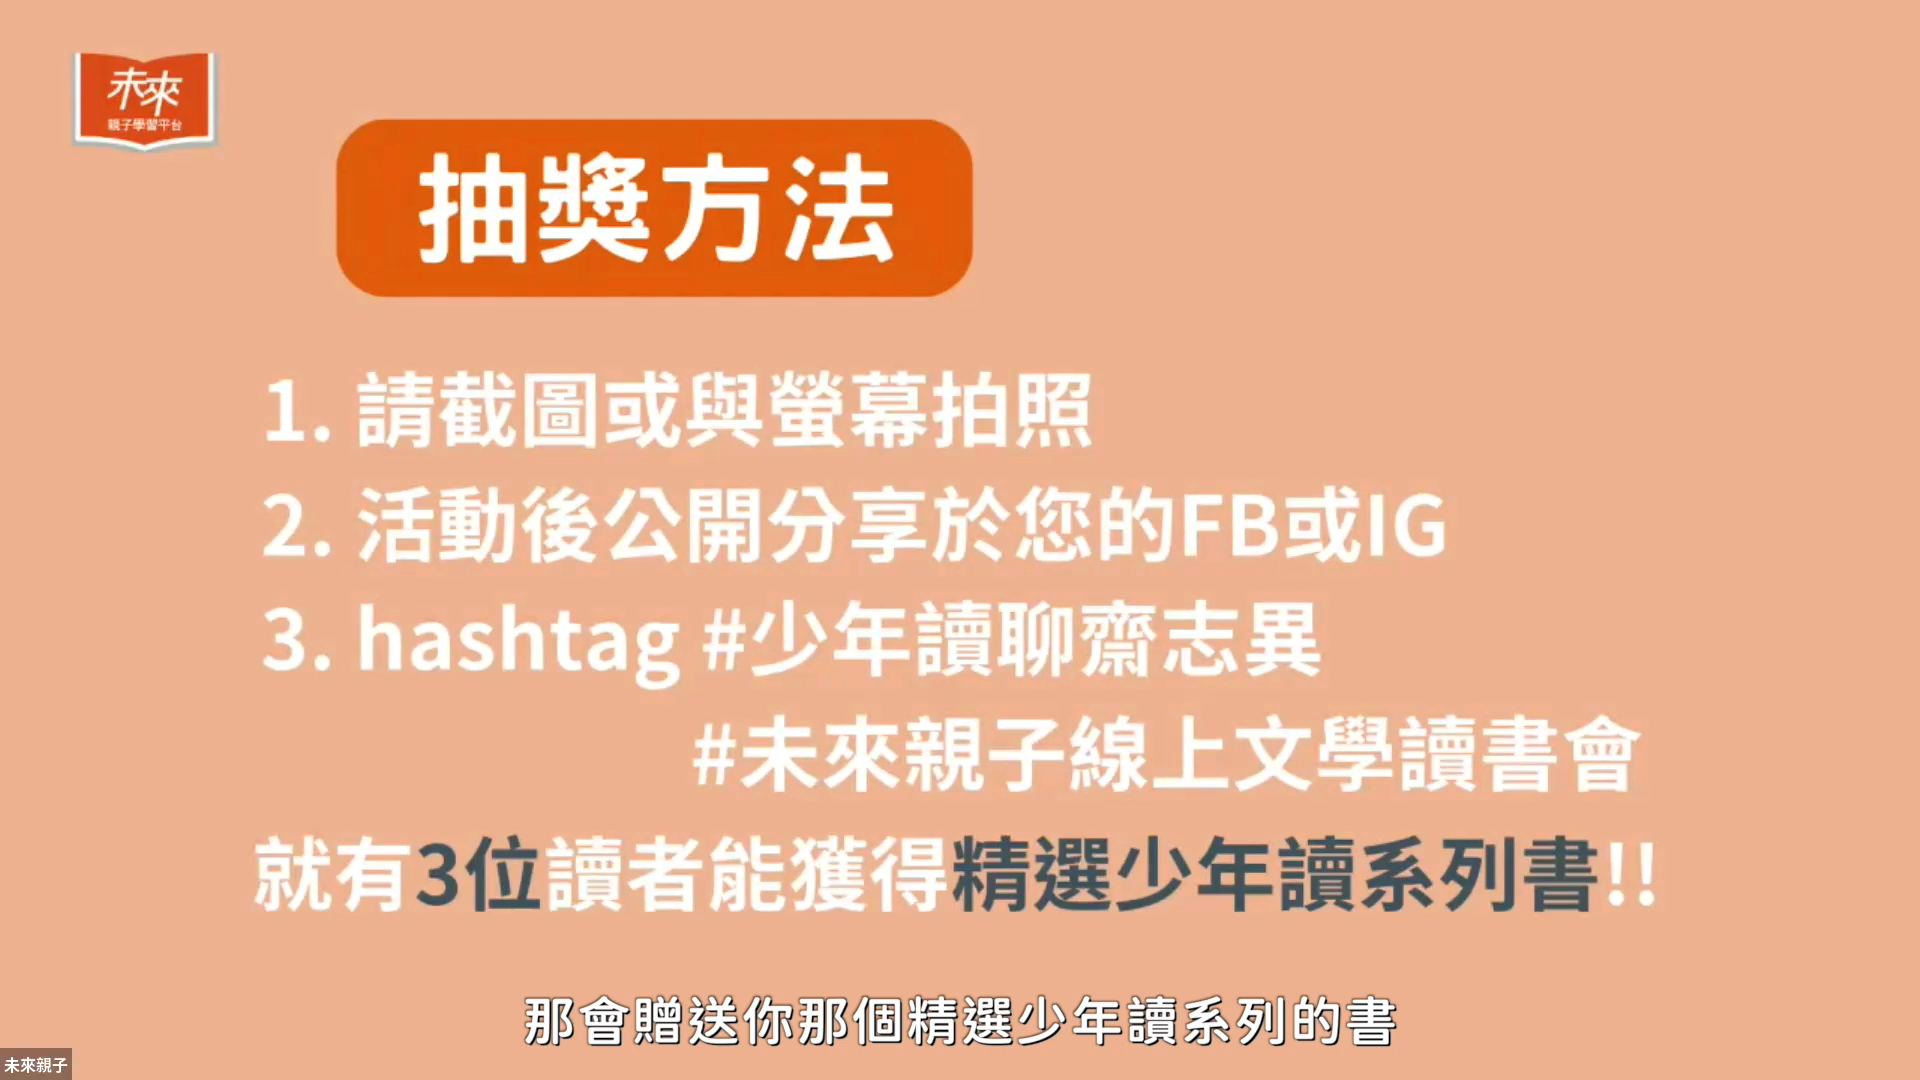 未來
親子學習平台
抽獎方法
1. 請截圖或與螢幕拍照
2. 活動後公開分享於您的FB或IG
3. hashtag #少年讀聊齋志異
#未來親子線上文學讀書會
就有3位讀者能獲得精選少年讀系列書!!
那會贈送你那個精選少年讀系列的書
未來親子